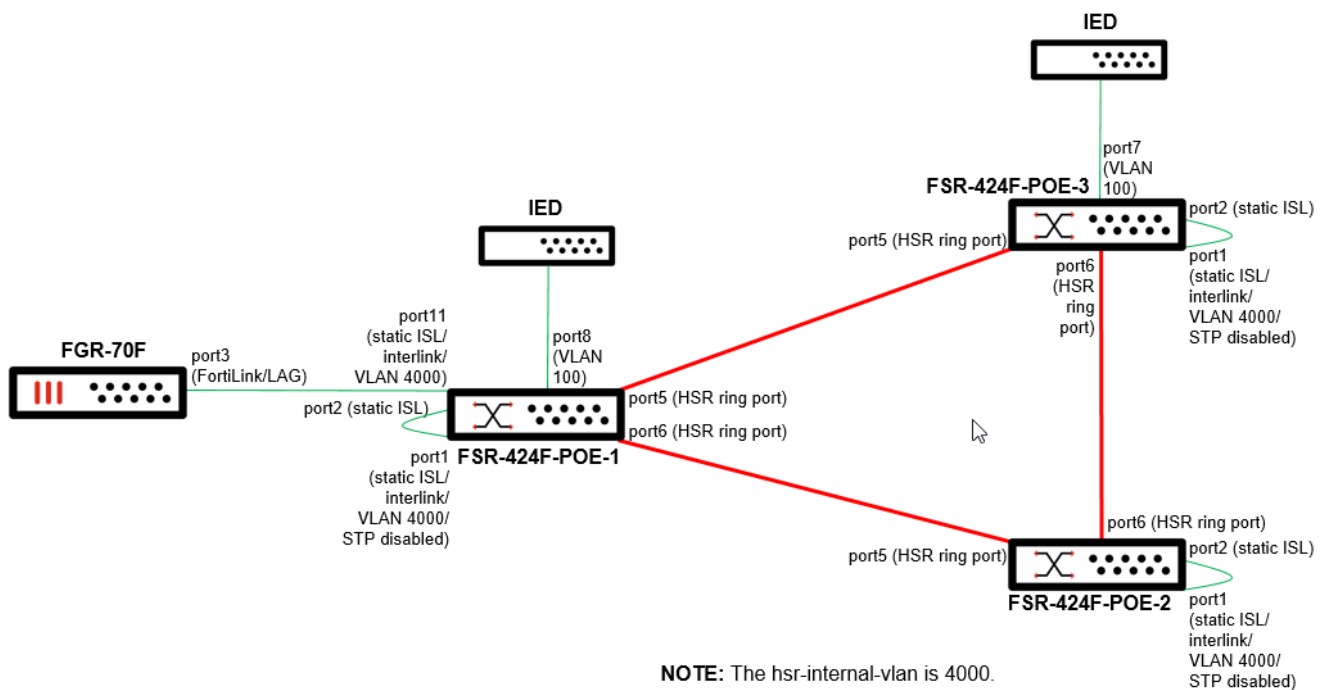 IED
port7
(VLAN
100)
FSR-424F-POE-3
port2 (static ISL)
port5 (HSR ring port)
port6
(HSR
ring
port)
port1
(static ISL/
interlink/
VLAN 4000/
STP disabled)
IED
port11
(static ISL/
interlink/
VLAN 4000)
port8
(VLAN
100)
FGR-70F
port3
(FortiLink/LAG)
port2 (static ISL)
port5 (HSR ring port)
port6 (HSR ring port)
FSR-424F-POE-1
port1
(static ISL/
interlink/
VLAN 4000/
STP disabled)
port6 (HSR ring port)
port5 (HSR ring port)
port2 (static ISL)
FSR-424F-POE-2
port1
(static ISL/
interlink/
VLAN 4000/
STP disabled)
NOTE: The hsr-internal-vlan is 4000.